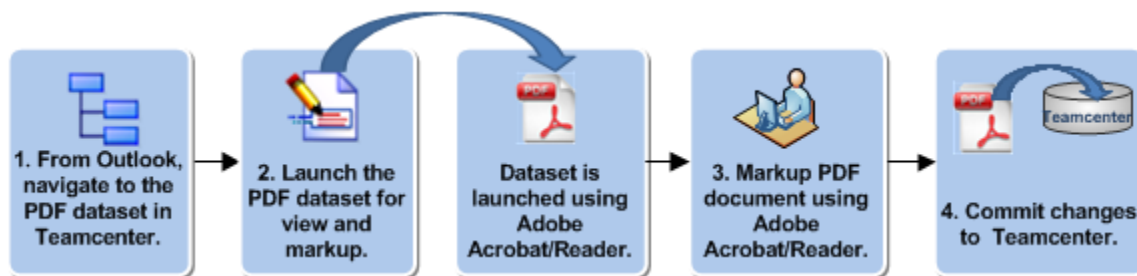 1. From Outlook,
navigate to the
PDF dataset in
Teamcenter.
2. Launch the
PDF dataset for
view and
markup.
PDF
Dataset is
launched using
Adobe
Acrobat/Reader.
3. Markup PDF
document using
Adobe
Acrobat/Reader.
PDF
Teamcenter
4. Commit changes
to Teamcenter.